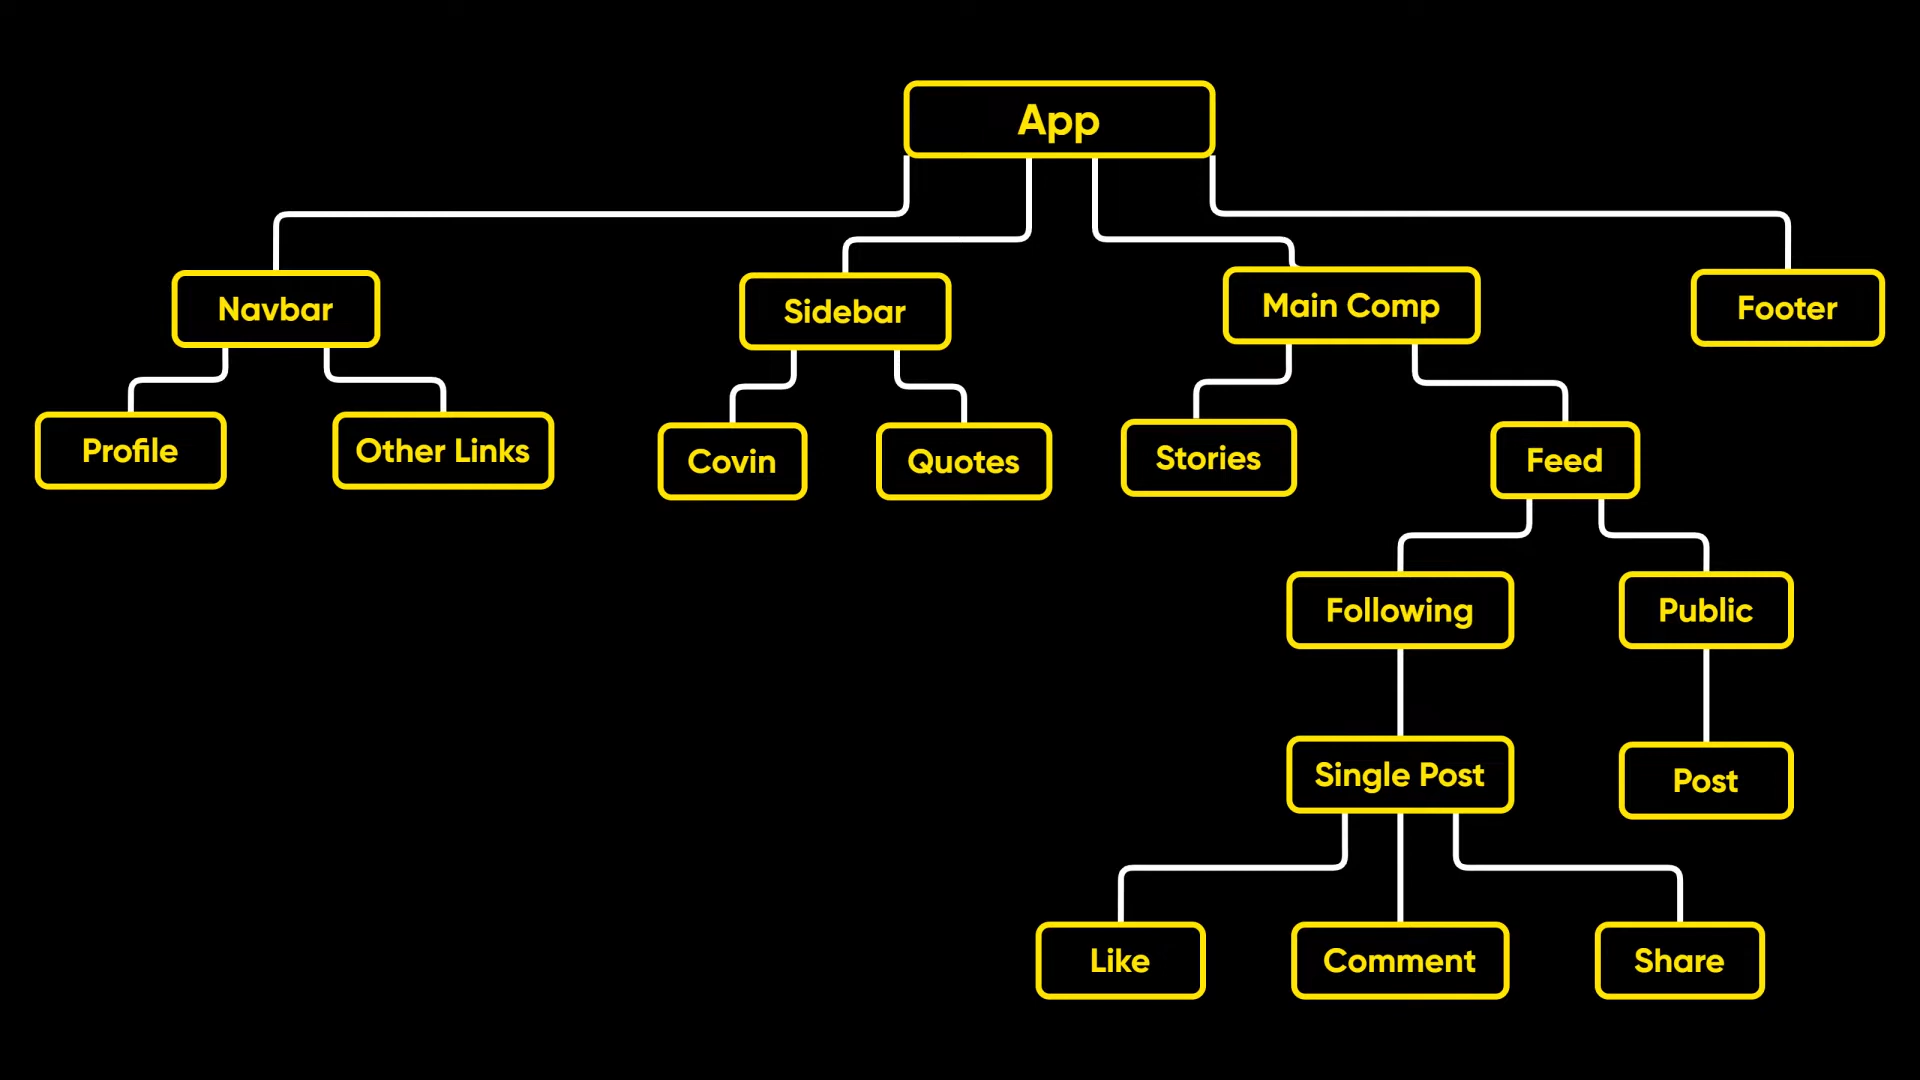 App
Navbar
Sidebar
Main Comp
Footer
Profile
Other Links
Covin
Quotes
Stories
Feed
Following
Public
Single Post
Post
Like
Comment
Share